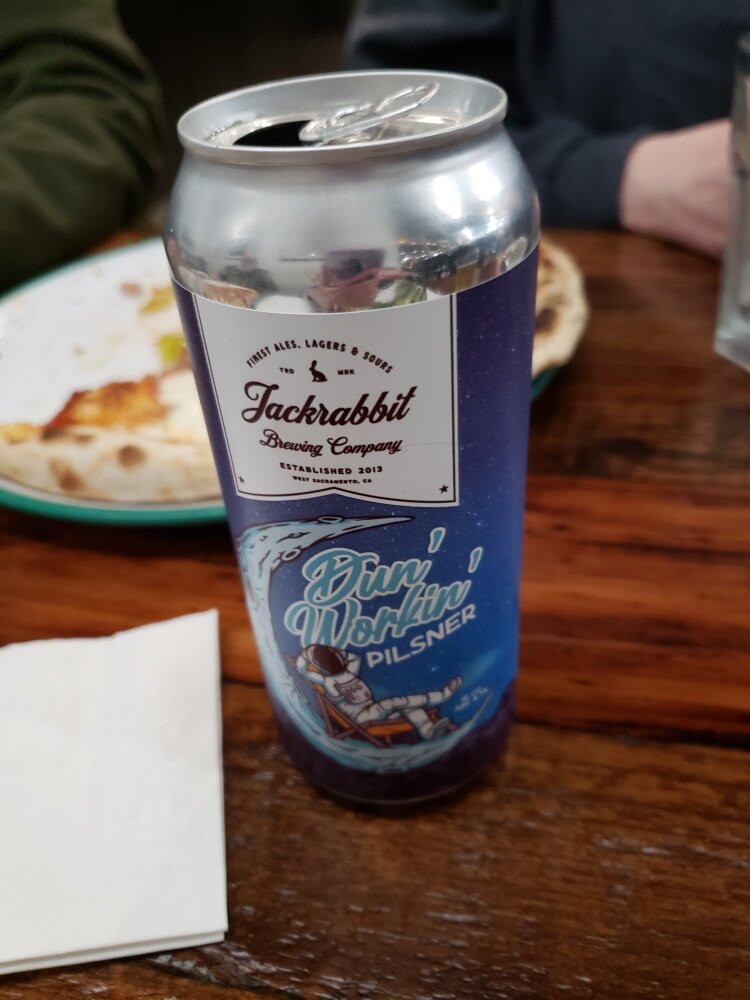 FINEST ALES, LAGERS & SOURS
TRD MRK
Jackrabbit
Brewing Company
ESTABLISHED 2013
WEST SACRAMENTO, CA
Dun'
Workin'
PILSNER